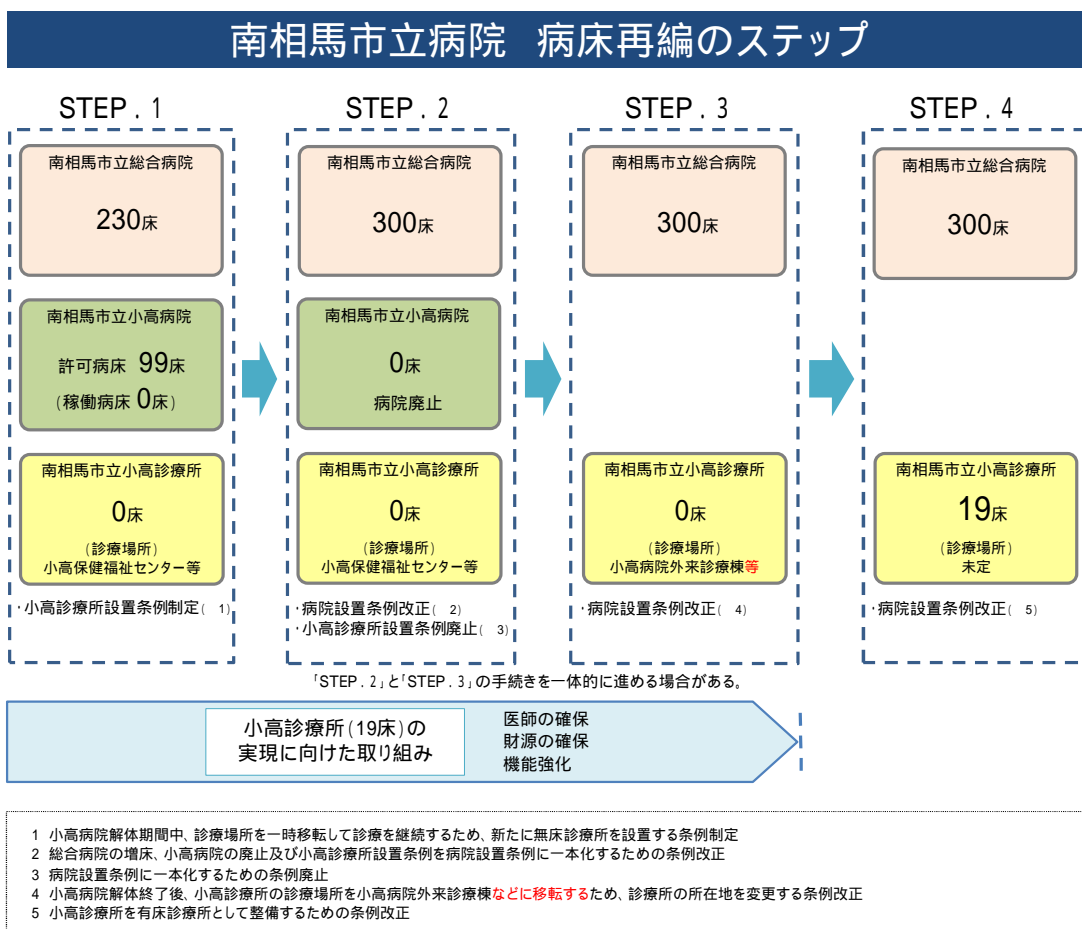 南相馬市立病院 病床再編のステップ
STEP．1
南相馬市立総合病院
230床
南相馬市立小高病院
許可病床 99床
(稼働病床 0床)
南相馬市立小高診療所
0床
(診療場所)
小高保健福祉センター等
・小高診療所設置条例制定( 1)
STEP．2
南相馬市立総合病院
300床
南相馬市立小高病院
0床
病院廃止
南相馬市立小高診療所
0床
(診療場所)
小高保健福祉センター等
・病院設置条例改正( 2)
・小高診療所設置条例廃止( 3)
STEP．3
南相馬市立総合病院
300床
南相馬市立小高診療所
0床
(診療場所)
小高病院外来診療棟等
・病院設置条例改正( 4)
STEP．4
南相馬市立総合病院
300床
南相馬市立小高診療所
19床
(診療場所)
未定
・病院設置条例改正( 5)
「STEP．2」と「STEP．3」の手続きを一体的に進める場合がある。
小高診療所(19床)の
実現に向けた取り組み
医師の確保
財源の確保
機能強化
1 小高病院解体期間中、診療場所を一時移転して診療を継続するため、新たに無床診療所を設置する条例制定
2 総合病院の増床、小高病院の廃止及び小高診療所設置条例を病院設置条例に一本化するための条例改正
3 病院設置条例に一本化するための条例廃止
4 小高病院解体終了後、小高診療所の診療場所を小高病院外来診療棟などに移転するため、診療所の所在地を変更する条例改正
5 小高診療所を有床診療所として整備するための条例改正